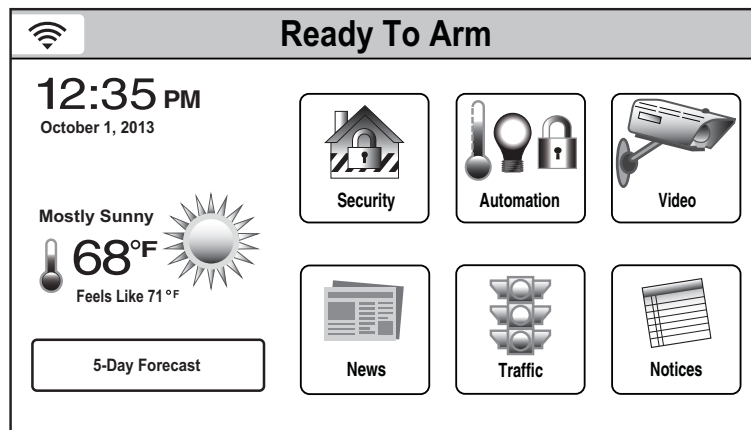 Ready To Arm
12:35 PM
October 1, 2013
Mostly Sunny
68°F
Feels Like 71°F
5-Day Forecast
Security
Automation
Video
News
Traffic
Notices